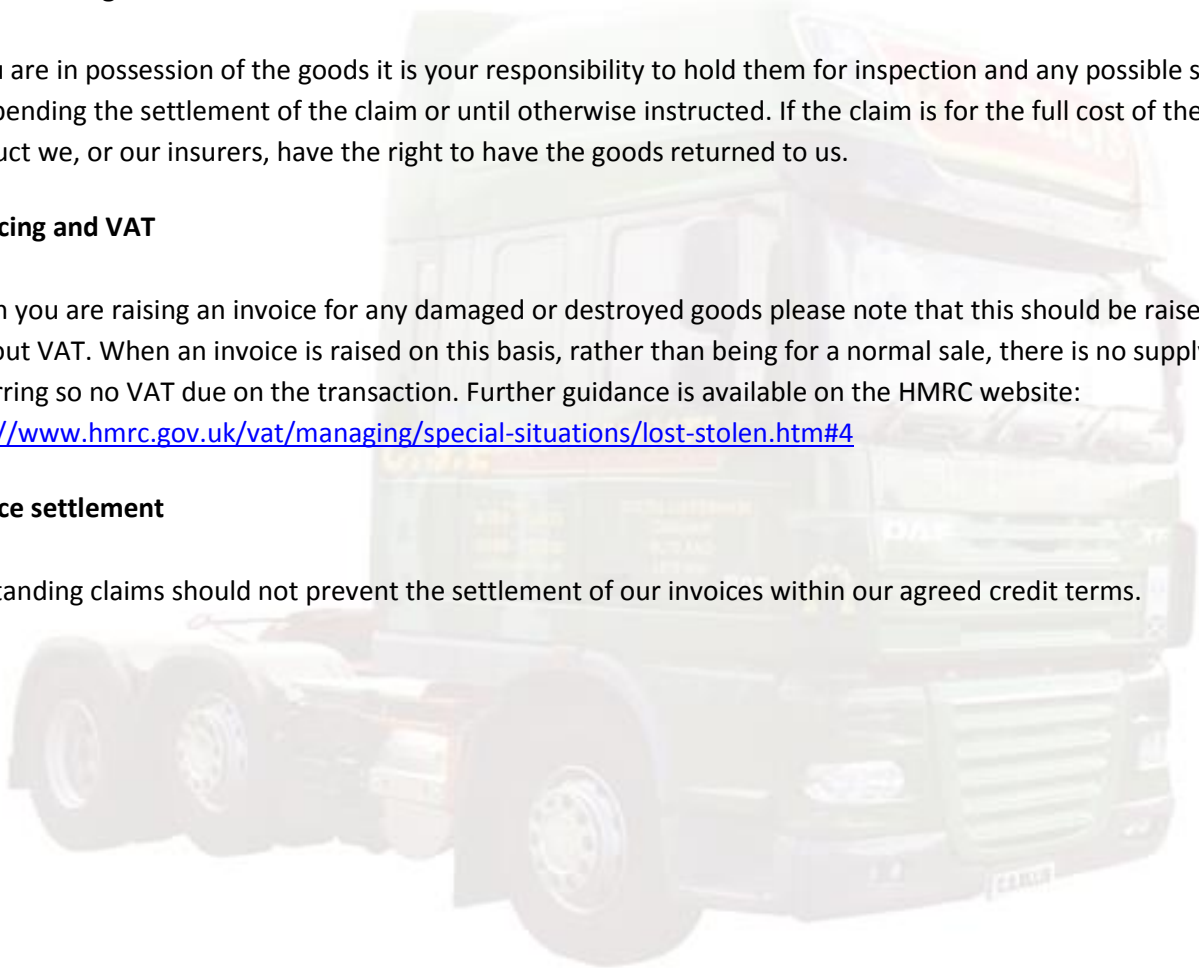 u are in possession of the goods it is your responsibility to hold them for inspection and any possible s
pending the settlement of the claim or until otherwise instructed. If the claim is for the full cost of the
uct we, or our insurers, have the right to have the goods returned to us.
cing and VAT
n you are raising an invoice for any damaged or destroyed goods please note that this should be raise
out VAT. When an invoice is raised on this basis, rather than being for a normal sale, there is no supply
rring so no VAT due on the transaction. Further guidance is available on the HMRC website:
//www.hmrc.gov.uk/vat/managing/special-situations/lost-stolen.htm#4
ce settlement
tanding claims should not prevent the settlement of our invoices within our agreed credit terms.
DAF
XF